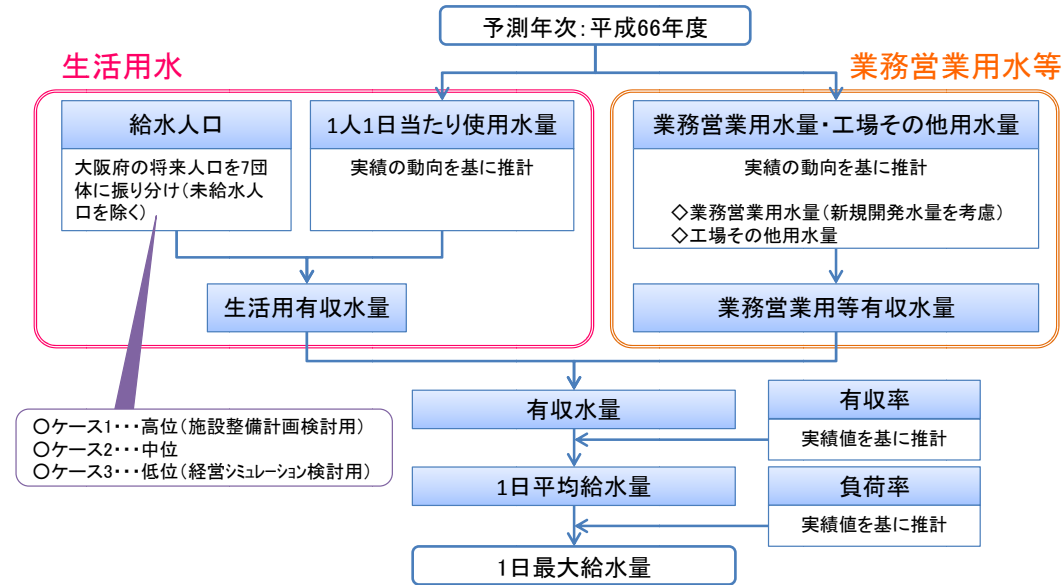 予測年次：平成66年度
生活用水
業務営業用水等
給水人口
大阪府の将来人口を7団
体に振り分け（未給水人
口を除く）
1人1日当たり使用水量
実績の動向を基に推計
業務営業用水量・工場その他用水量
実績の動向を基に推計
◇業務営業用水量（新規開発水量を考慮）
◇工場その他用水量
生活用有収水量
業務営業用等有収水量
○ケース1・・・高位（施設整備計画検討用）
○ケース2・・・中位
○ケース3・・・低位（経営ｼﾐｭﾚｰｼｮﾝ検討用）
有収水量
有収率
実績値を基に推計
1日平均給水量
負荷率
実績値を基に推計
1日最大給水量